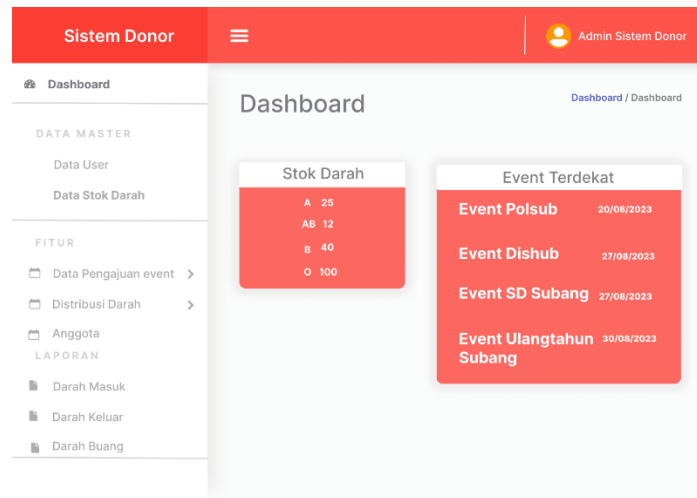 Sistem Donor
Admin Sistem Donor
Dashboard
DATA MASTER
Data User
Data Stok Darah
FITUR
Data Pengajuan event
Distribusi Darah
Anggota
LAPORAN
Darah Masuk
Darah Keluar
Darah Buang
Dashboard
Dashboard / Dashboard
Stok Darah
A 25
AB 12
B 40
O 100
Event Terdekat
Event Polsub 20/08/2023
Event Dishub 27/08/2023
Event SD Subang 27/08/2023
Event Ulangtahun 30/08/2023
Subang